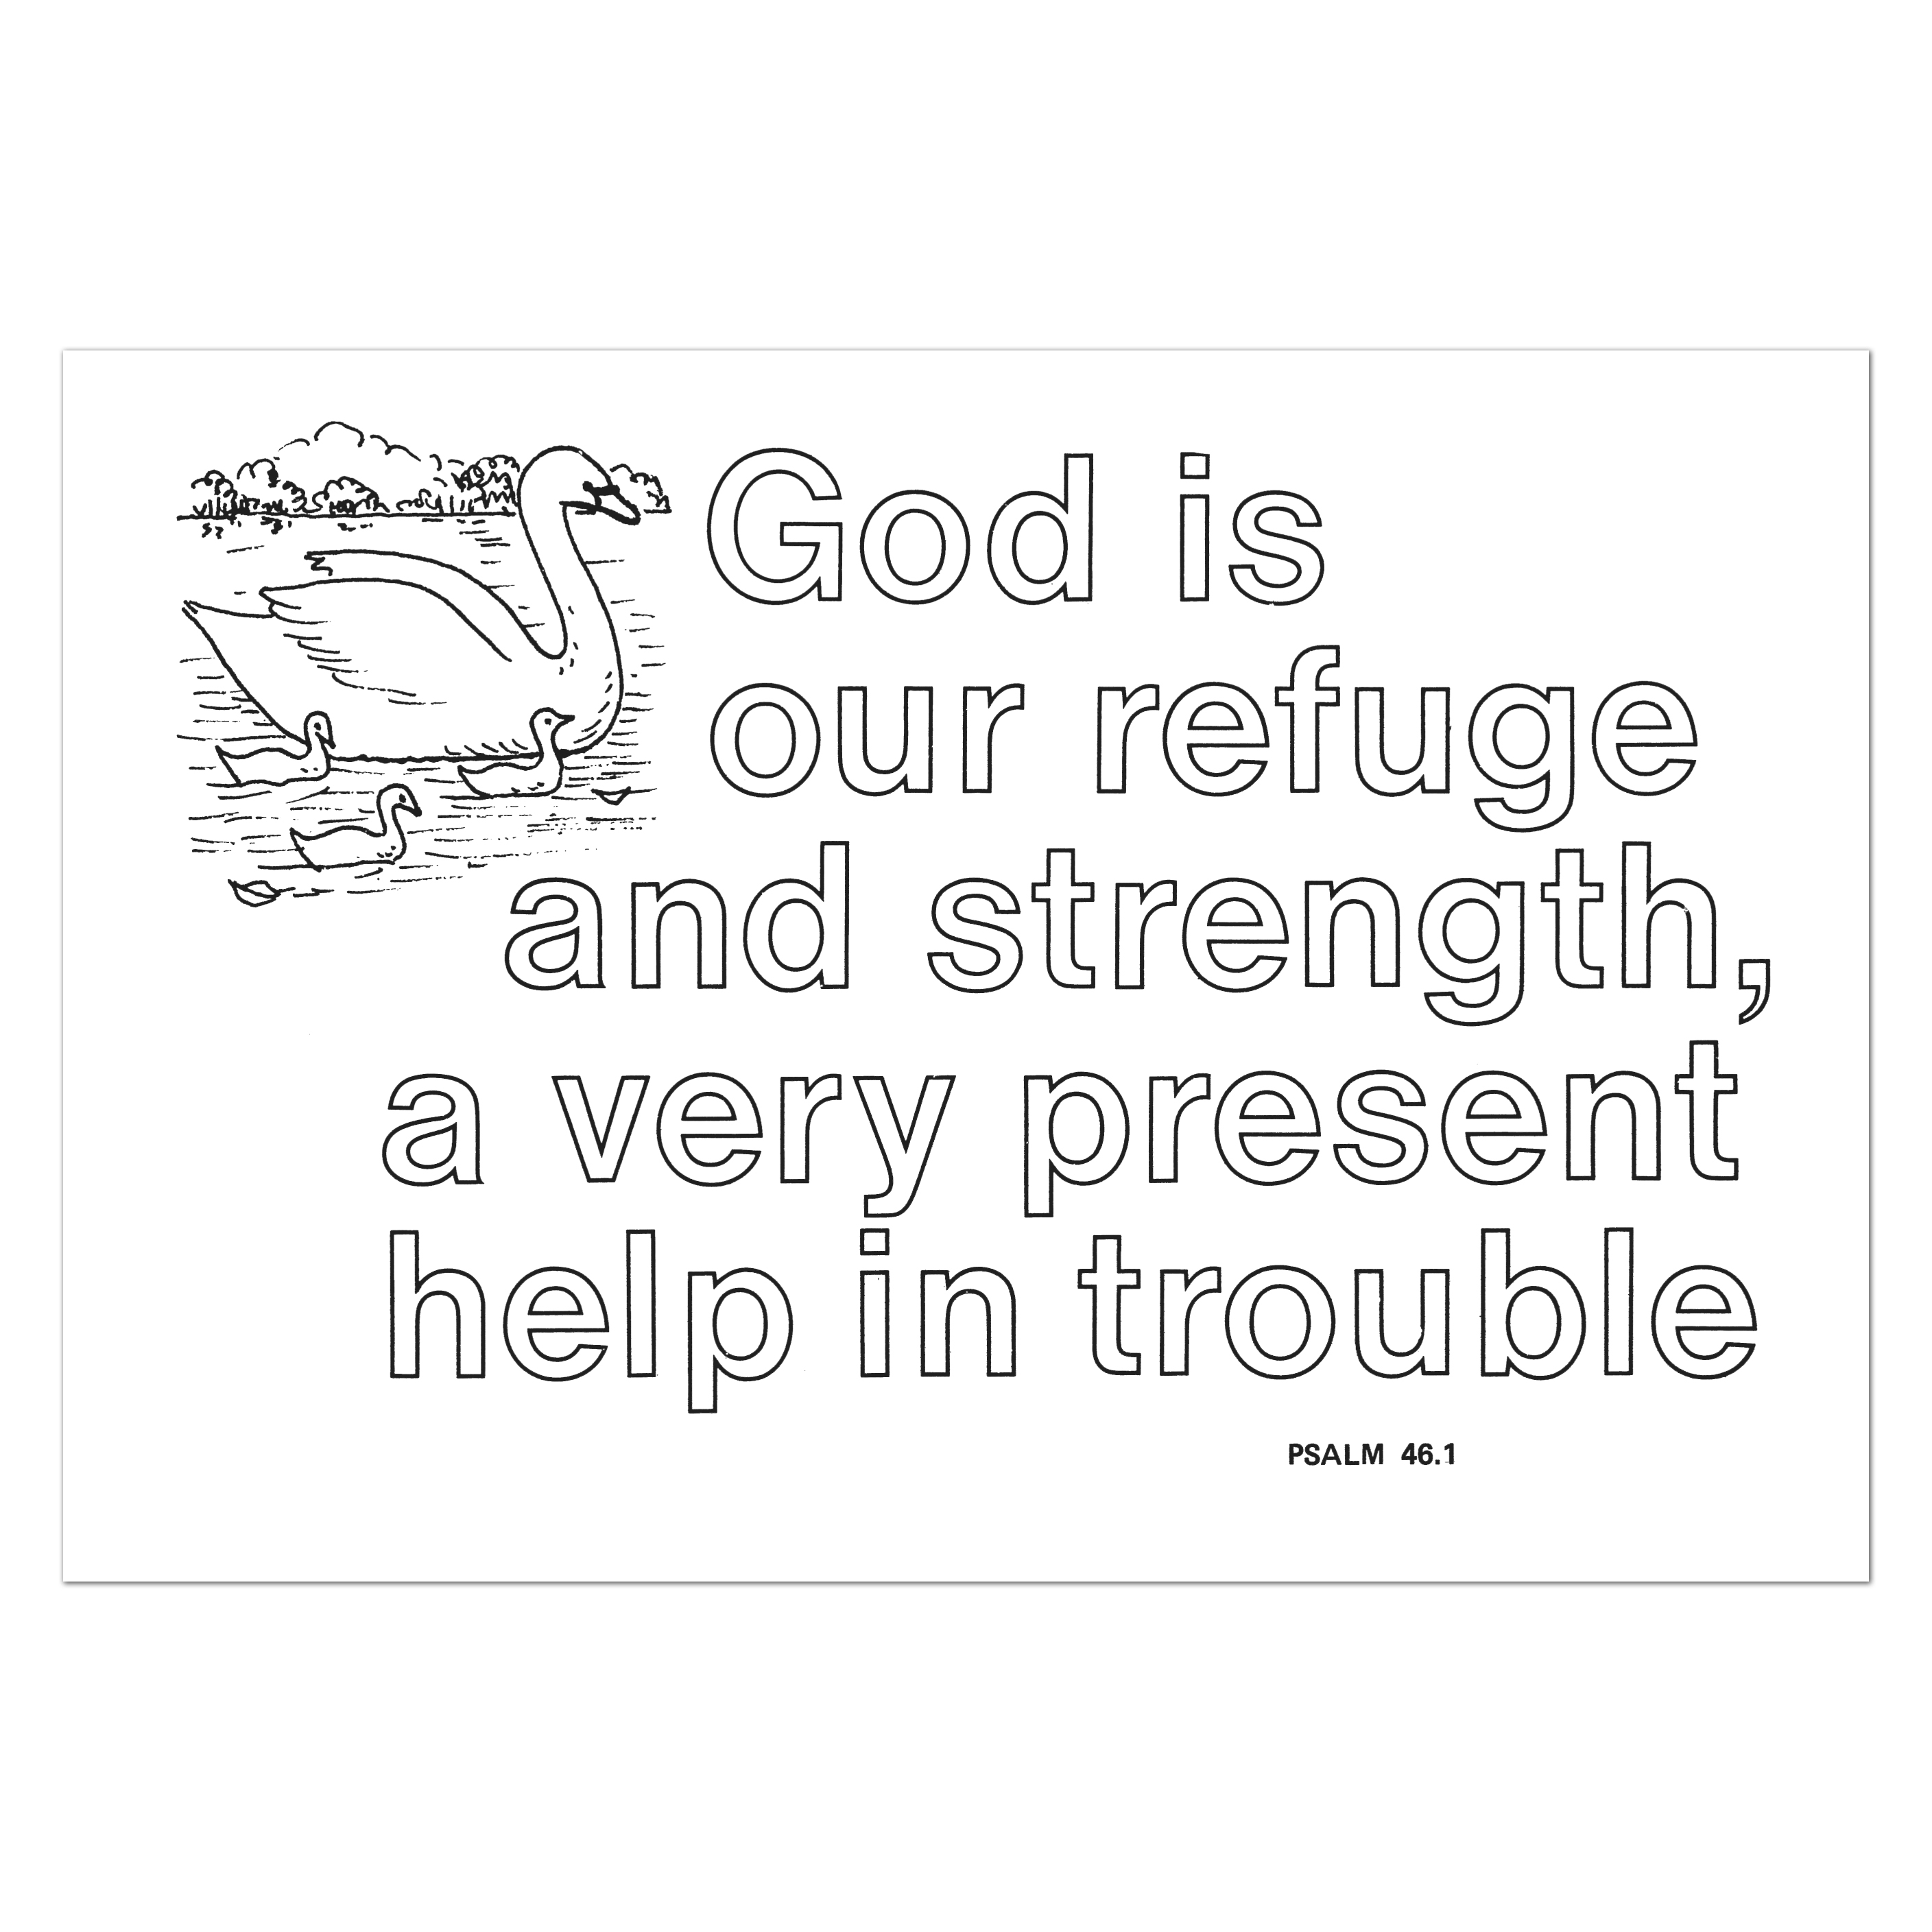 God is
our refuge
and strength,
a very present
help in trouble
PSALM 46.1